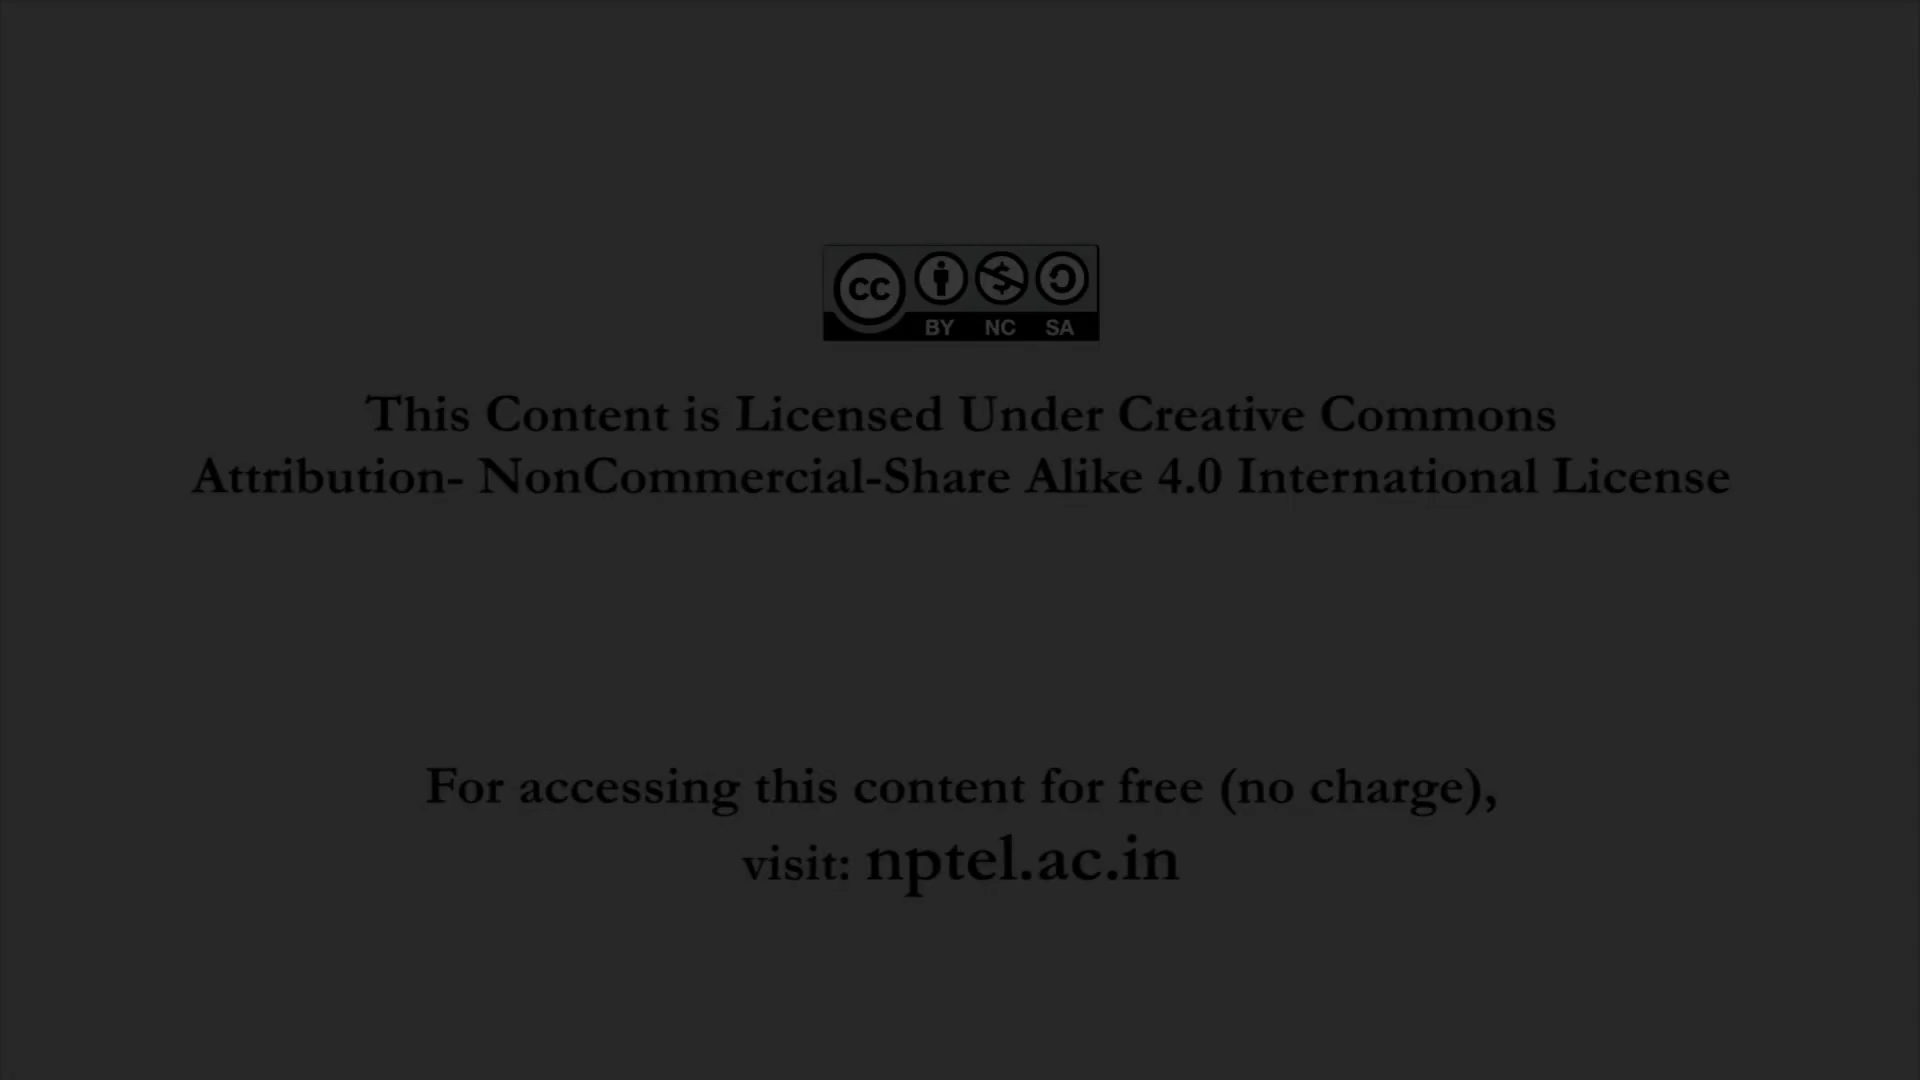 CC BY NC SA
This Content is Licensed Under Creative Commons
Attribution- NonCommercial-Share Alike 4.0 International License
For accessing this content for free (no charge),
visit: nptel.ac.in